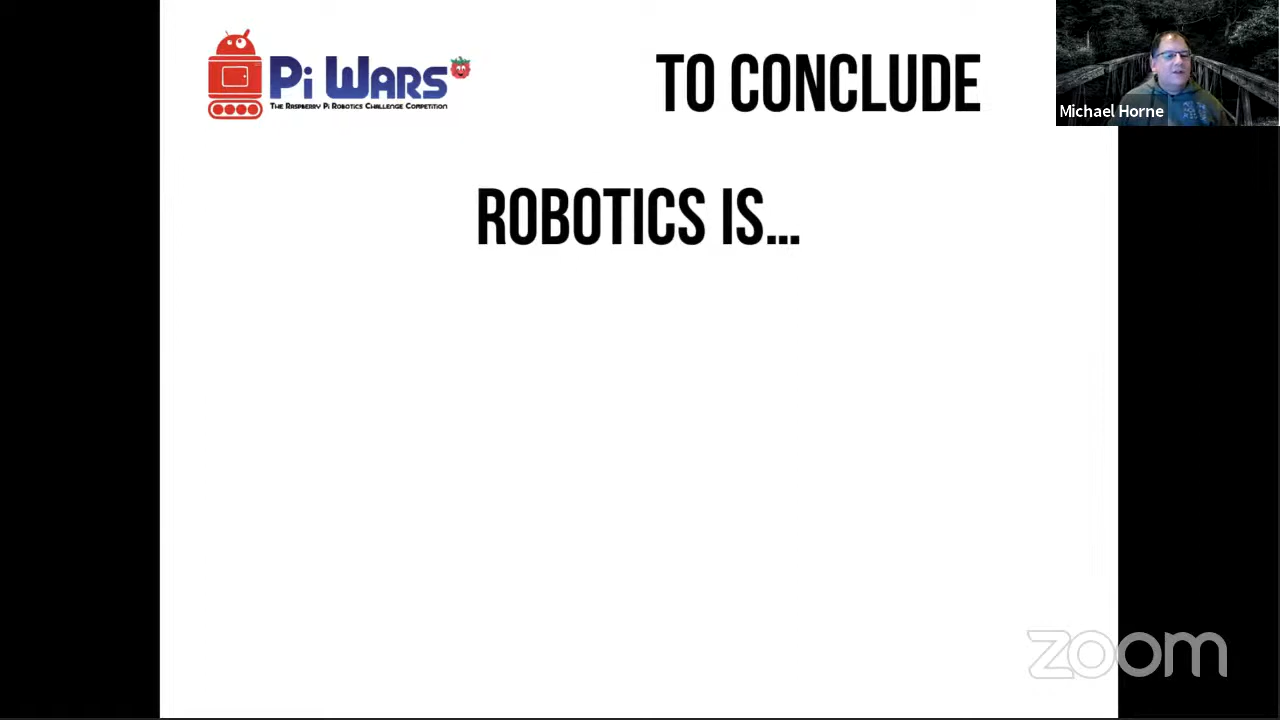 Pi Wars
The Raspberry Pi Robotics Challenge Competition
TO CONCLUDE
Michael Horne
ROBOTICS IS...
zoom